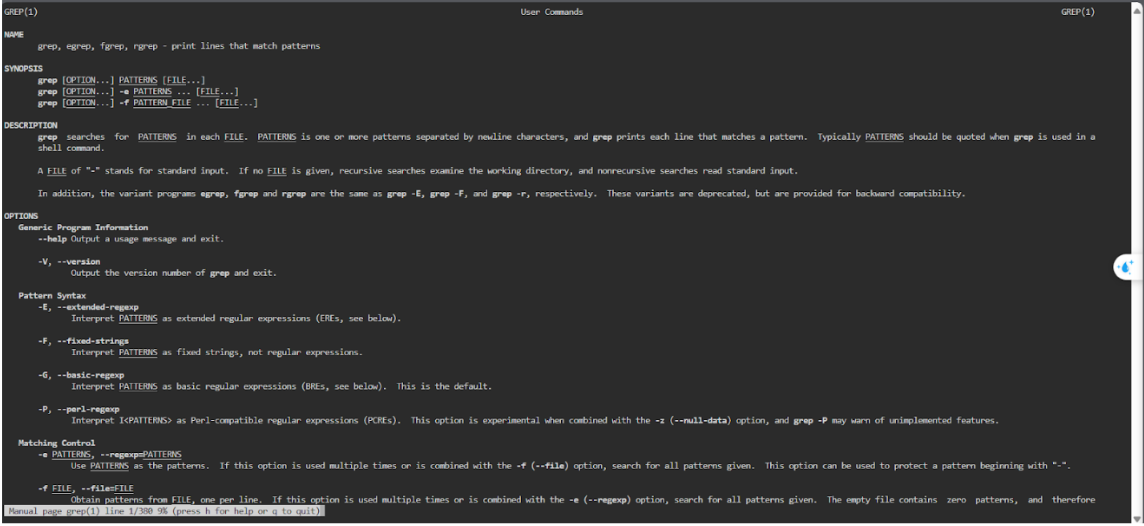 GREP(1) User Commands GREP(1)
NAME
grep, egrep, fgrep, rgrep - print lines that match patterns
SYNOPSIS
grep [OPTION...] PATTERNS [FILE...]
grep [OPTION...] -e PATTERNS ... [FILE...]
grep [OPTION...] -f PATTERN_FILE ... [FILE...]
DESCRIPTION
grep searches for PATTERNS in each FILE. PATTERNS is one or more patterns separated by newline characters, and grep prints each line that matches a pattern. Typically PATTERNS should be quoted when grep is used in a
shell command.
A FILE of "-" stands for standard input. If no FILE is given, recursive searches examine the working directory, and nonrecursive searches read standard input.
In addition, the variant programs egrep, fgrep and rgrep are the same as grep -E, grep -F, and grep -r, respectively. These variants are deprecated, but are provided for backward compatibility.
OPTIONS
Generic Program Information
--help Output a usage message and exit.
-V, --version
Output the version number of grep and exit.
Pattern Syntax
-E, --extended-regexp
Interpret PATTERNS as extended regular expressions (EREs, see below).
-F, --fixed-strings
Interpret PATTERNS as fixed strings, not regular expressions.
-G, --basic-regexp
Interpret PATTERNS as basic regular expressions (BREs, see below). This is the default.
-P, --perl-regexp
Interpret I<PATTERNS> as Perl-compatible regular expressions (PCREs). This option is experimental when combined with the -z (--null-data) option, and grep -P may warn of unimplemented features.
Matching Control
-e PATTERNS, --regexp=PATTERNS
Use PATTERNS as the patterns. If this option is used multiple times or is combined with the -f (--file) option, search for all patterns given. This option can be used to protect a pattern beginning with "-".
-f FILE, --file=FILE
Obtain patterns from FILE, one per line. If this option is used multiple times or is combined with the -e (--regexp) option, search for all patterns given. The empty file contains zero patterns, and therefore
Manual page grep(1) line 1/380 9% (press h for help or q to quit)